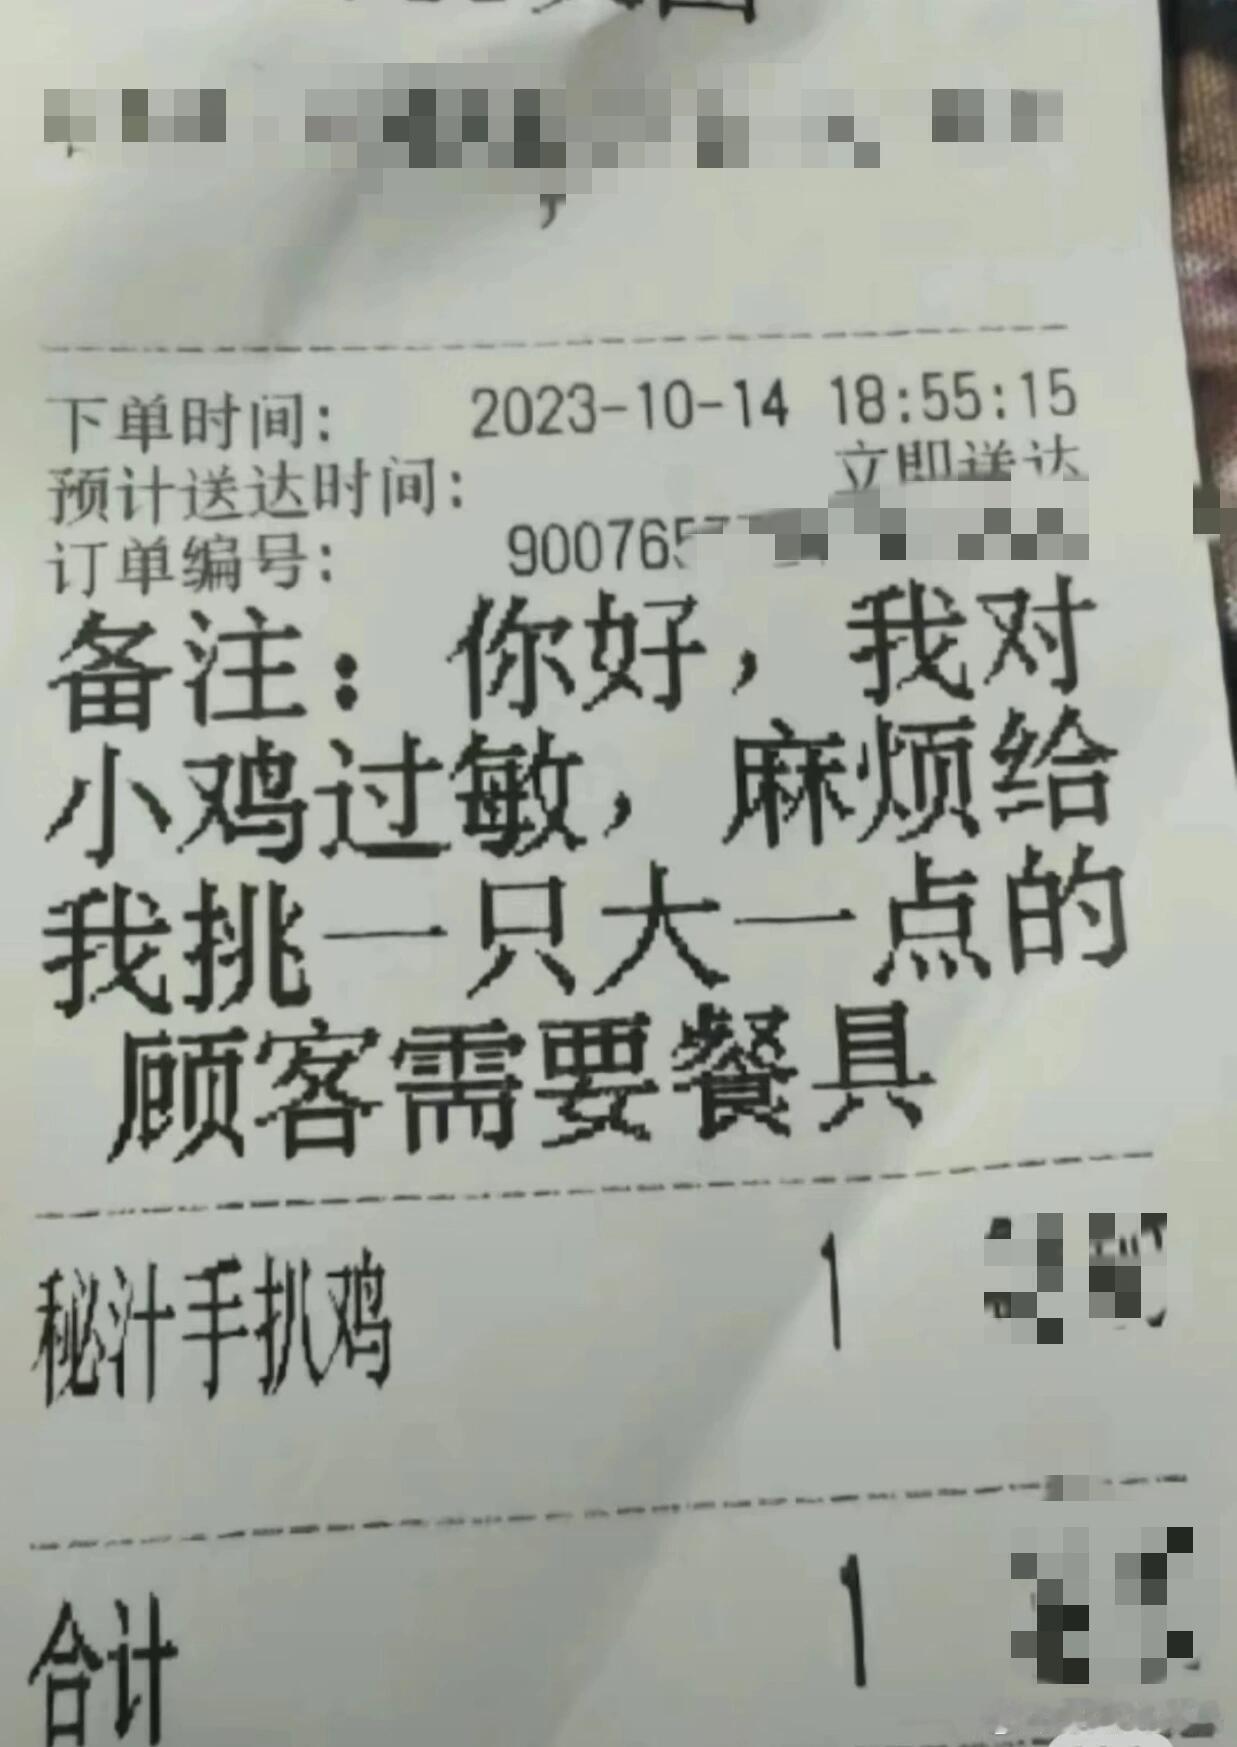 下单时间: 2023-10-14 18:55:15
预计送达时间: 立即送达
订单编号: 900765
备注：你好，我对
小鸡过敏，麻烦给
我挑一只大一点的
顾客需要餐具
秘汁手扒鸡 1
合计 1